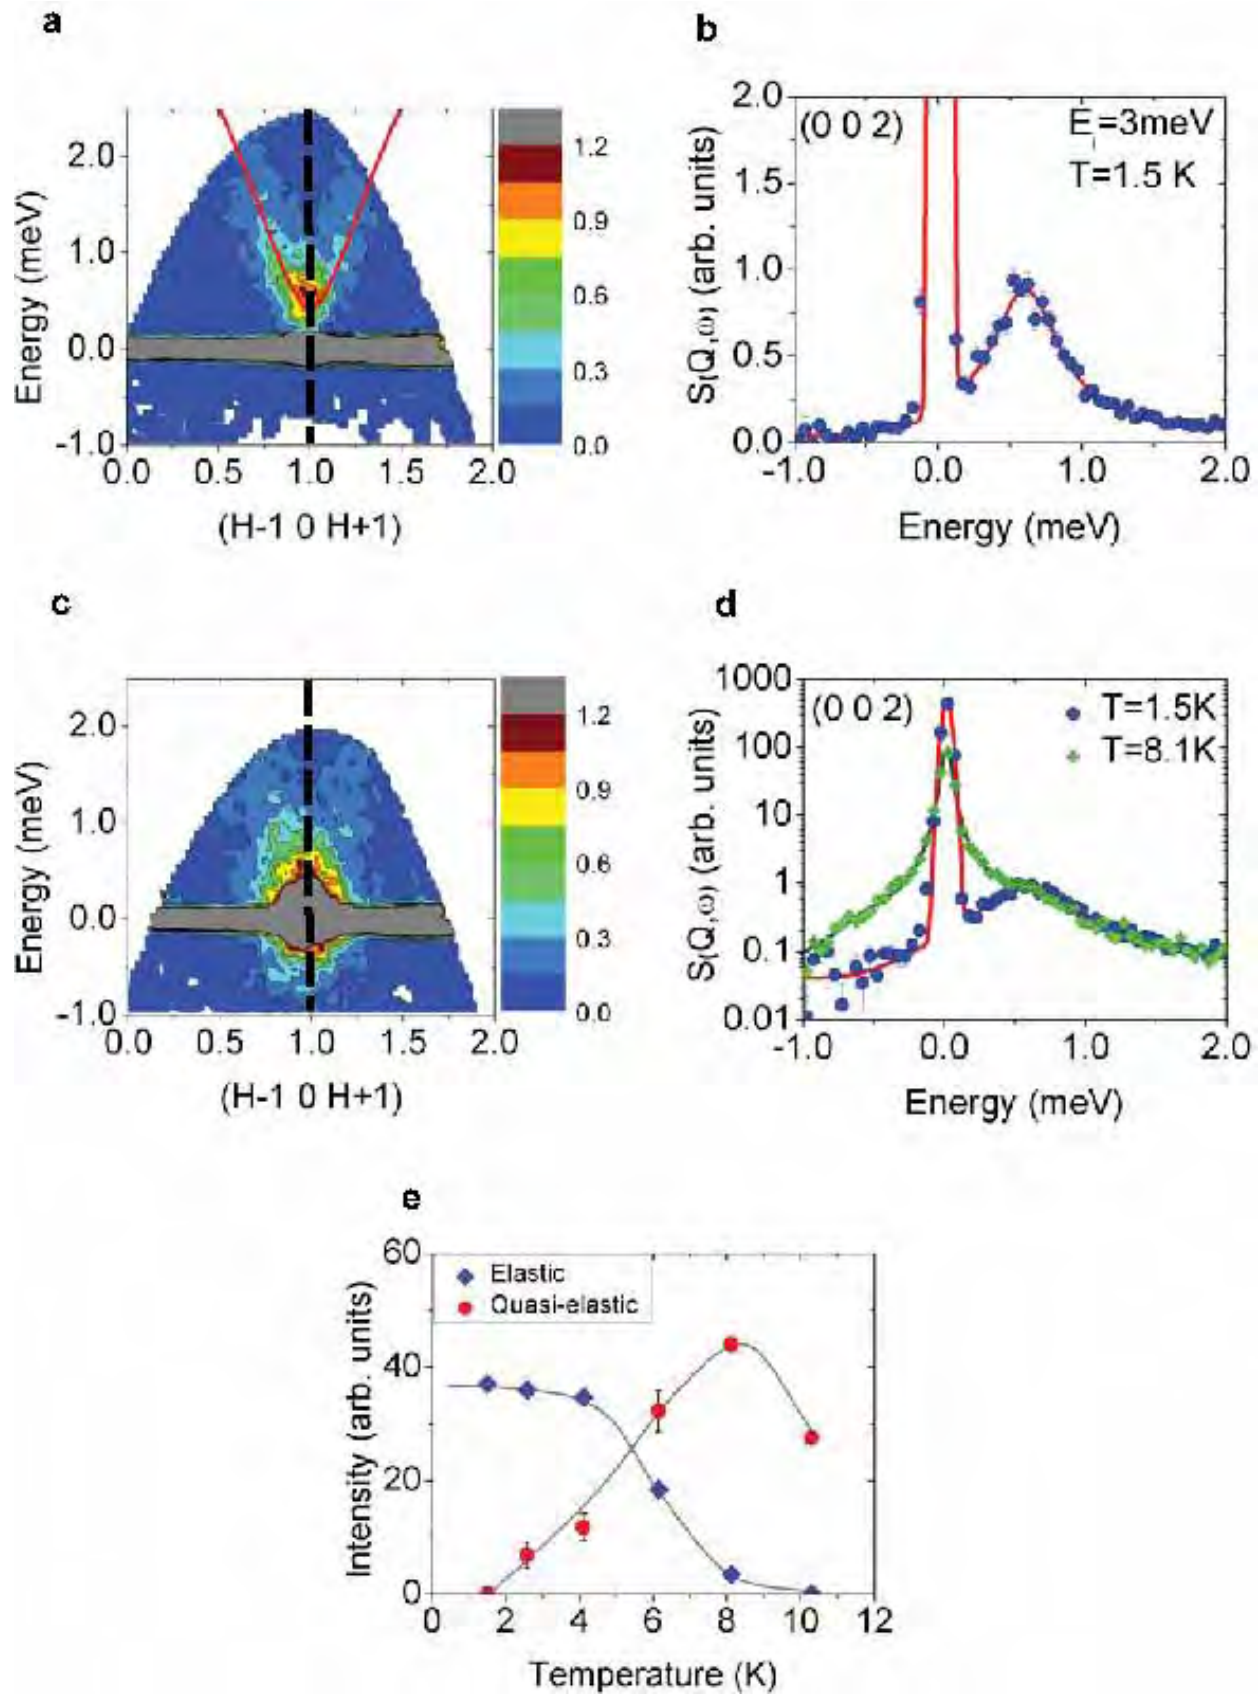 a
2.0
1.0
0.0
-1.0
0.0 0.5 1.0 1.5 2.0
Energy (meV)
(H-1 0 H+1)
1.2
0.9
0.6
0.3
0.0
b
(0 0 2)
Ei=3meV
T=1.5 K
2.0
1.5
1.0
0.5
0.0
-1.0 0.0 1.0 2.0
S(Q,ω) (arb. units)
Energy (meV)
c
2.0
1.0
0.0
-1.0
0.0 0.5 1.0 1.5 2.0
Energy (meV)
(H-1 0 H+1)
1.2
0.9
0.6
0.3
0.0
d
(0 0 2)
T=1.5K
T=8.1K
1000
100
10
1
0.1
0.01
-1.0 0.0 1.0 2.0
S(Q,ω) (arb. units)
Energy (meV)
e
Elastic
Quasi-elastic
60
40
20
0
0 2 4 6 8 10 12
Intensity (arb. units)
Temperature (K)